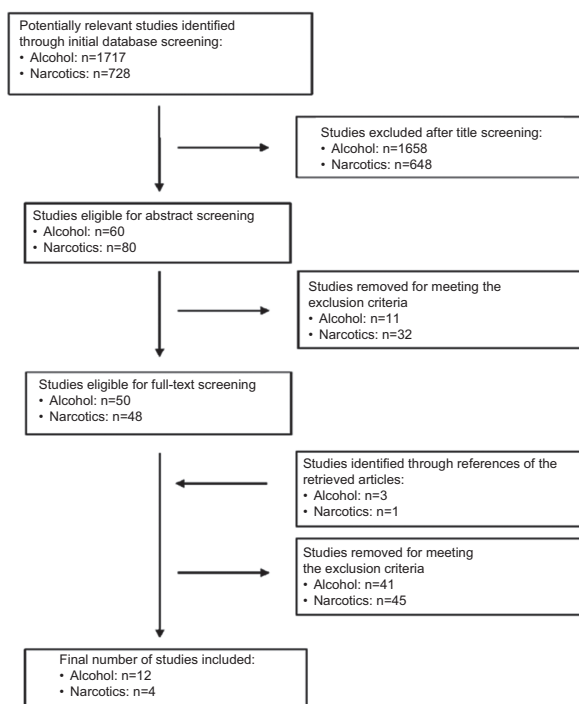 Potentially relevant studies identified
through initial database screening:
• Alcohol: n=1717
• Narcotics: n=728
Studies excluded after title screening:
• Alcohol: n=1658
• Narcotics: n=648
Studies eligible for abstract screening
• Alcohol: n=60
• Narcotics: n=80
Studies removed for meeting the
exclusion criteria
• Alcohol: n=11
• Narcotics: n=32
Studies eligible for full-text screening
• Alcohol: n=50
• Narcotics: n=48
Studies identified through references of the
retrieved articles:
• Alcohol: n=3
• Narcotics: n=1
Studies removed for meeting
the exclusion criteria
• Alcohol: n=41
• Narcotics: n=45
Final number of studies included:
• Alcohol: n=12
• Narcotics: n=4